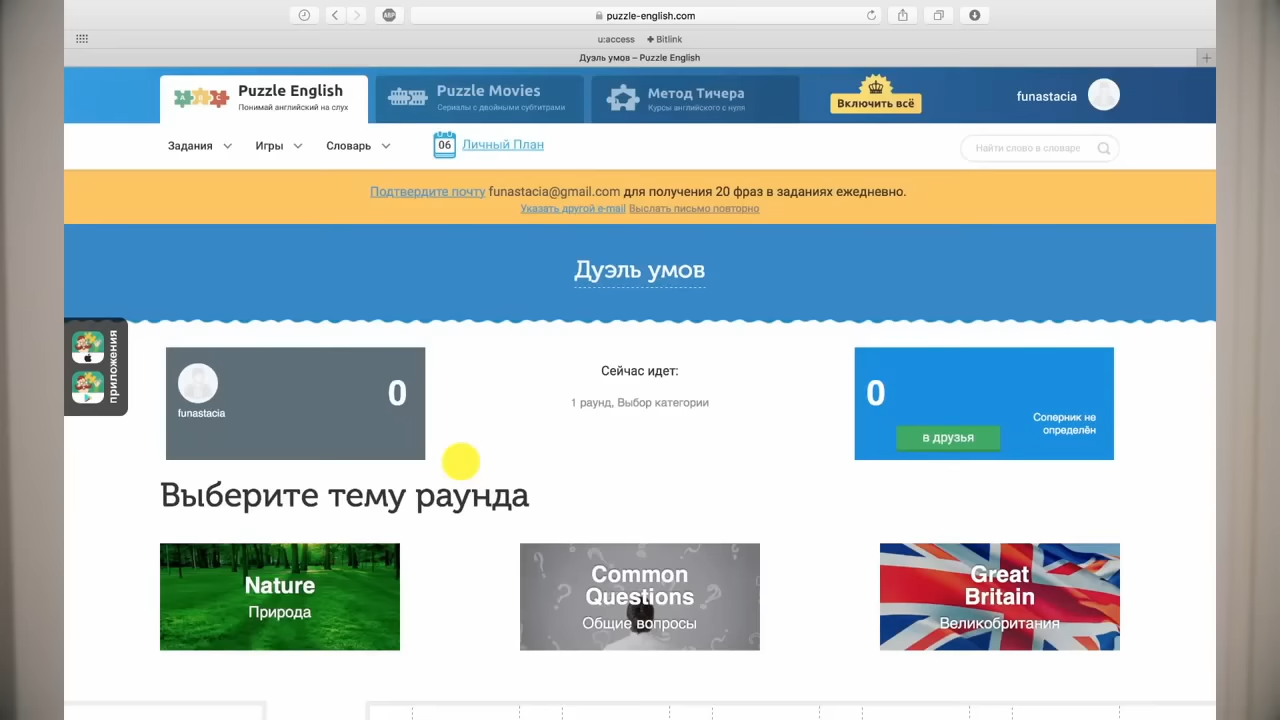 ABP
puzzle-english.com
u:access
Bitlink
Дуэль умов – Puzzle English
Puzzle English
Понимай английский на слух
Puzzle Movies
Сериалы с двойными субтитрами
Метод Тичера
Курсы английского с нуля
Включить всё
funastacia
Задания
Игры
Словарь
06
Личный План
Найти слово в словаре
Подтвердите почту funastacia@gmail.com для получения 20 фраз в заданиях ежедневно.
Указать другой e-mail Выслать письмо повторно
Дуэль умов
приложения
funastacia
0
Сейчас идет:
1 раунд, Выбор категории
0
в друзья
Соперник не
определён
Выберите тему раунда
Nature
Природа
Common
Questions
Общие вопросы
Great
Britain
Великобритания